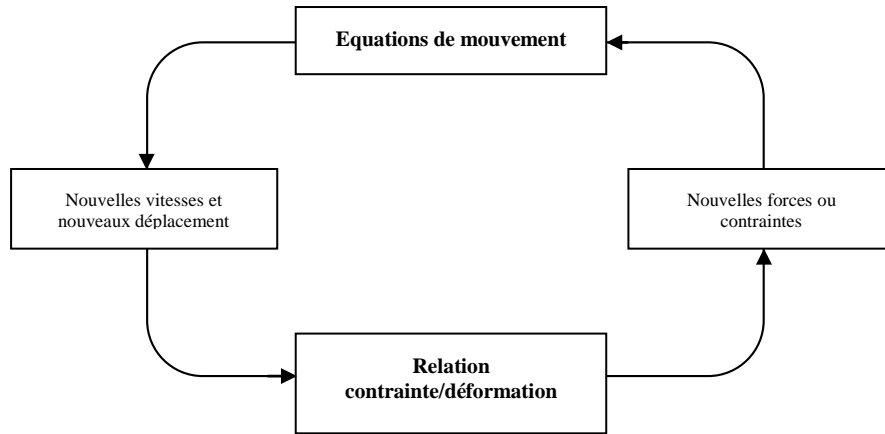 Equations de mouvement
Nouvelles vitesses et
nouveaux déplacement
Nouvelles forces ou
contraintes
Relation
contrainte/déformation